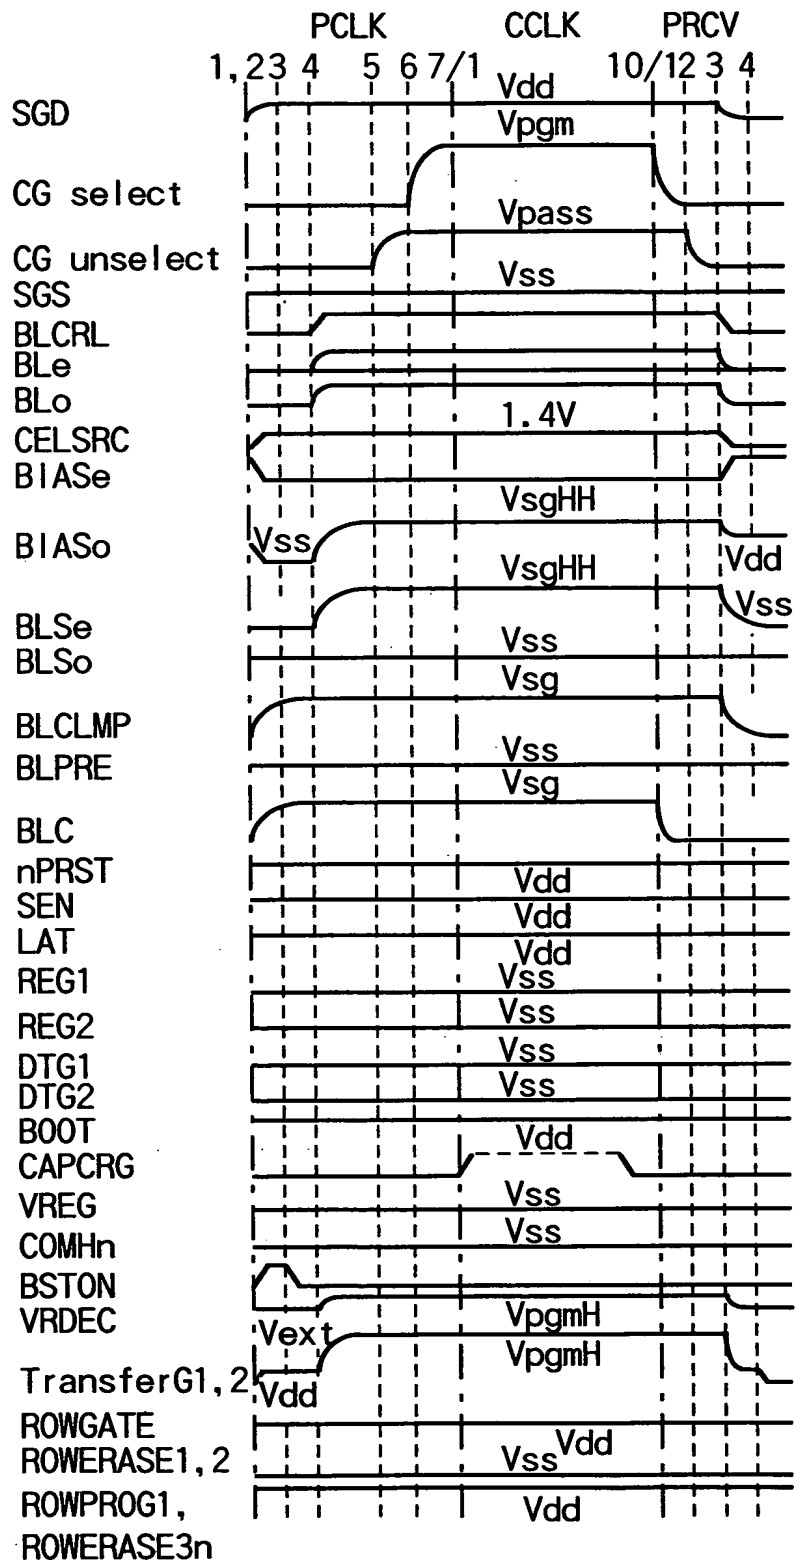 PCLK CCLK PRCV
1,2 3 4 5 6 7/1 10/1 2 3 4
Vdd
SGD
Vpgm
CG select
Vpass
CG unselect
Vss
SGS
BLCRL
BLe
BLo
1.4V
CELSRC
BIASe
VsgHH
BIASo Vss Vdd
VsgHH
Vss
BLSe
Vss
BLSo
Vsg
BLCLMP
Vss
BLPRE
Vsg
BLC
nPRST
Vdd
SEN
Vdd
LAT
Vdd
REG1 Vss
REG2 Vss
Vss
DTG1
DTG2 Vss
BOOT
Vdd
CAPCRG
VREG Vss
COMHn Vss
BSTON
VRDEC Vext VpgmH
VpgmH
TransferG1,2 Vdd
ROWGATE
Vdd
ROWERASE1,2 Vss
ROWPROG1, Vdd
ROWERASE3n